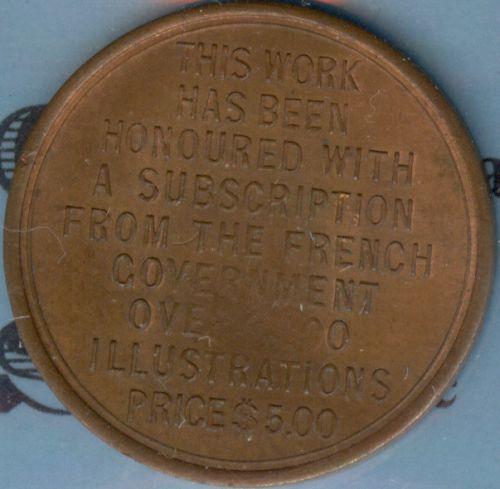 THIS WORK
HAS BEEN
HONOURED WITH
A SUBSCRIPTION
FROM THE FRENCH
GOVERNMENT
ILLUSTRATIONS
PRICE $5.00